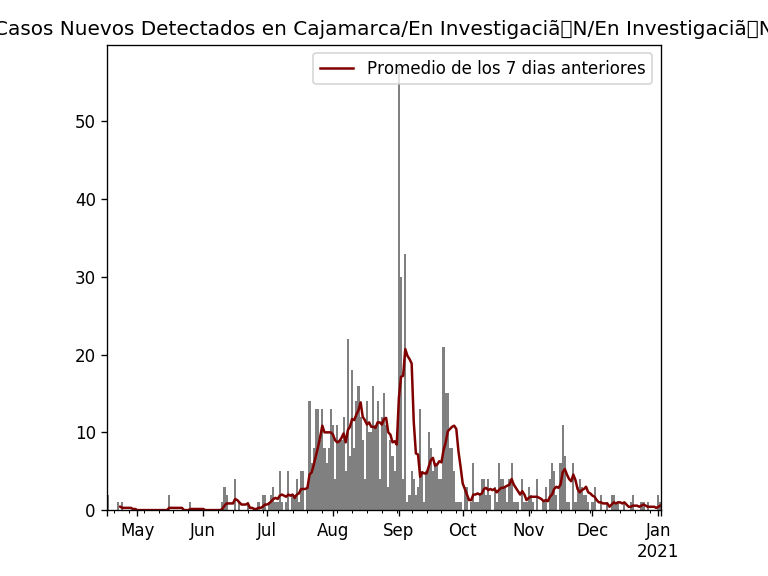 Casos Nuevos Detectados en Cajamarca/En Investigaciã▯N/En Investigaciã▯N
Promedio de los 7 dias anteriores
50
40
30
20
10
0
May Jun Jul Aug Sep Oct Nov Dec Jan
2021